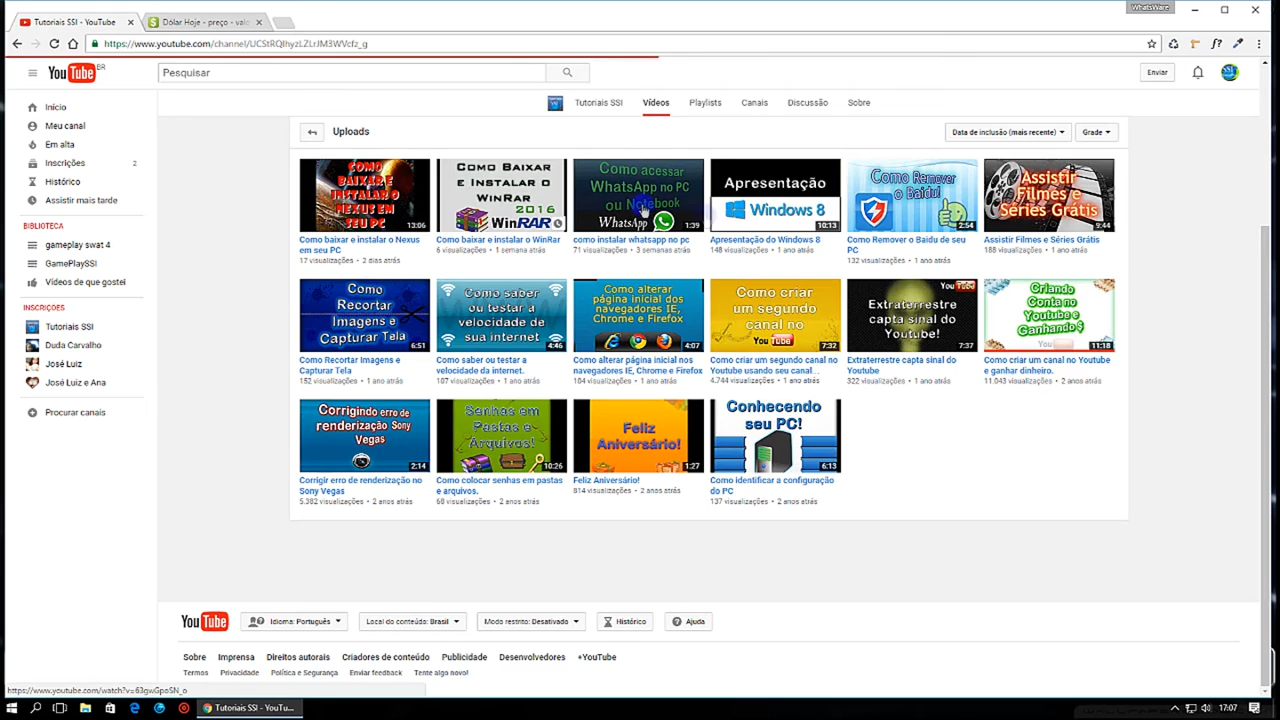 WhatsWare
Tutoriais SSI - YouTube
Dólar Hoje - preço - valo
https://www.youtube.com/channel/
YouTube BR
Pesquisar
Enviar
Início
Meu canal
Em alta
Inscrições 2
Histórico
Assistir mais tarde
BIBLIOTECA
gameplay swat 4
GamePlaySSI
Vídeos de que gostei
INSCRIÇÕES
Tutoriais SSI
Duda Carvalho
José Luiz
José Luiz e Ana
Procurar canais
Tutoriais SSI Vídeos Playlists Canais Discussão Sobre
Uploads
Data de inclusão (mais recente)
Grade
COMO
BAIXAR E
INSTALAR O
NEXUS EM
SEU PC
13:06
Como baixar e instalar o Nexus
em seu PC
17 visualizações • 2 dias atrás
Como Baixar
e Instalar o
WinRar
2016
WinRAR
Como baixar e instalar o WinRar
6 visualizações • 1 semana atrás
Como acessar
WhatsApp no PC
ou Notebook
WhatsApp
1:39
como instalar whatsapp no pc
71 visualizações • 3 semanas atrás
Apresentação
Windows 8
10:13
Apresentação do Windows 8
148 visualizações • 1 ano atrás
Como Remover
o Baidu!
2:54
Como Remover o Baidu de seu
PC
132 visualizações • 1 ano atrás
Assistir
Filmes e
Séries Grátis
9:44
Assistir Filmes e Séries Grátis
188 visualizações • 1 ano atrás
Como
Recortar
Imagens e
Capturar Tela
6:51
Como Recortar Imagens e
Capturar Tela
152 visualizações • 1 ano atrás
Como saber
ou testar a
velocidade de
sua internet
4:46
Como saber ou testar a
velocidade da internet.
107 visualizações • 1 ano atrás
Como alterar
página inicial dos
navegadores IE,
Chrome e Firefox
4:07
Como alterar página inicial nos
navegadores IE, Chrome e Firefox
104 visualizações • 1 ano atrás
Como criar
um segundo
canal no
YouTube
7:32
Como criar um segundo canal no
Youtube usando seu canal...
4.744 visualizações • 1 ano atrás
YouTube
Extraterrestre
capta sinal do
Youtube!
7:37
Extraterrestre capta sinal do
Youtube
322 visualizações • 1 ano atrás
Criando
Conta no
Youtube e
Ganhando $
11:18
Como criar um canal no Youtube
e ganhar dinheiro.
11.043 visualizações • 2 anos atrás
Corrigindo erro de
renderização Sony
Vegas
2:14
Corrigir erro de renderização no
Sony Vegas
5.382 visualizações • 2 anos atrás
Senhas em
Pastas e
Arquivos!
10:26
Como colocar senhas em pastas
e arquivos.
68 visualizações • 2 anos atrás
Feliz
Aniversário!
1:27
Feliz Aniversário!
814 visualizações • 2 anos atrás
Conhecendo
seu PC!
6:13
Como identificar a configuração
do PC
137 visualizações • 2 anos atrás
YouTube
Idioma: Português
Local do conteúdo: Brasil
Modo restrito: Desativado
Histórico
Ajuda
Sobre Imprensa Direitos autorais Criadores de conteúdo Publicidade Desenvolvedores +YouTube
Termos Privacidade Política e Segurança Enviar feedback Tente algo novo!
https://www.youtube.com/watch?v=63gwGpoSN_o
Tutoriais SSI - YouTu...
17:07